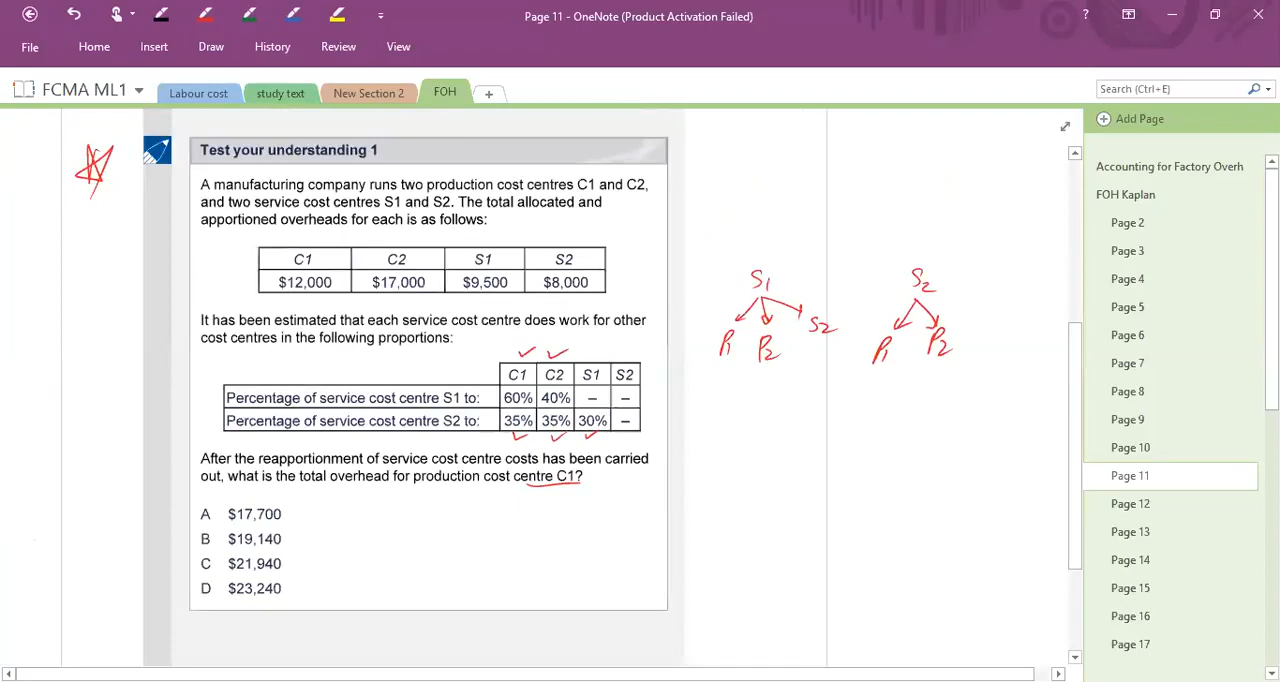 Page 11 - OneNote (Product Activation Failed)
?
File Home Insert Draw History Review View
FCMA ML1
Labour cost study text New Section 2 FOH +
Search (Ctrl+E)
Add Page
Accounting for Factory Overh
FOH Kaplan
Page 2
Page 3
Page 4
Page 5
Page 6
Page 7
Page 8
Page 9
Page 10
Page 11
Page 12
Page 13
Page 14
Page 15
Page 16
Page 17
Test your understanding 1
A manufacturing company runs two production cost centres C1 and C2,
and two service cost centres S1 and S2. The total allocated and
apportioned overheads for each is as follows:
C1 C2 S1 S2
$12,000 $17,000 $9,500 $8,000
It has been estimated that each service cost centre does work for other
cost centres in the following proportions:
C1 C2 S1 S2
Percentage of service cost centre S1 to: 60% 40% – –
Percentage of service cost centre S2 to: 35% 35% 30% –
After the reapportionment of service cost centre costs has been carried
out, what is the total overhead for production cost centre C1?
A $17,700
B $19,140
C $21,940
D $23,240
S1
P1 P2 S2
S2
P1 P2